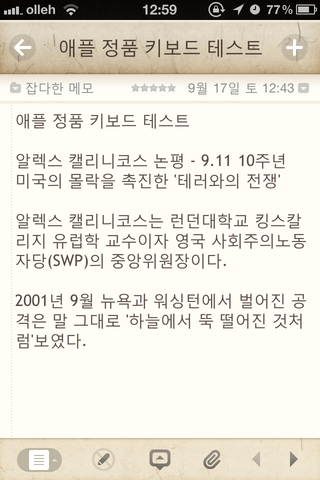 olleh 12:59 77%
애플 정품 키보드 테스트
잡다한 메모 9월 17일 토 12:43
애플 정품 키보드 테스트
알렉스 캘리니코스 논평 - 9.11 10주년
미국의 몰락을 촉진한 '테러와의 전쟁'
알렉스 캘리니코스는 런던대학교 킹스칼
리지 유럽학 교수이자 영국 사회주의노동
자당(SWP)의 중앙위원장이다.
2001년 9월 뉴욕과 워싱턴에서 벌어진 공
격은 말 그대로 '하늘에서 뚝 떨어진 것처
럼'보였다.